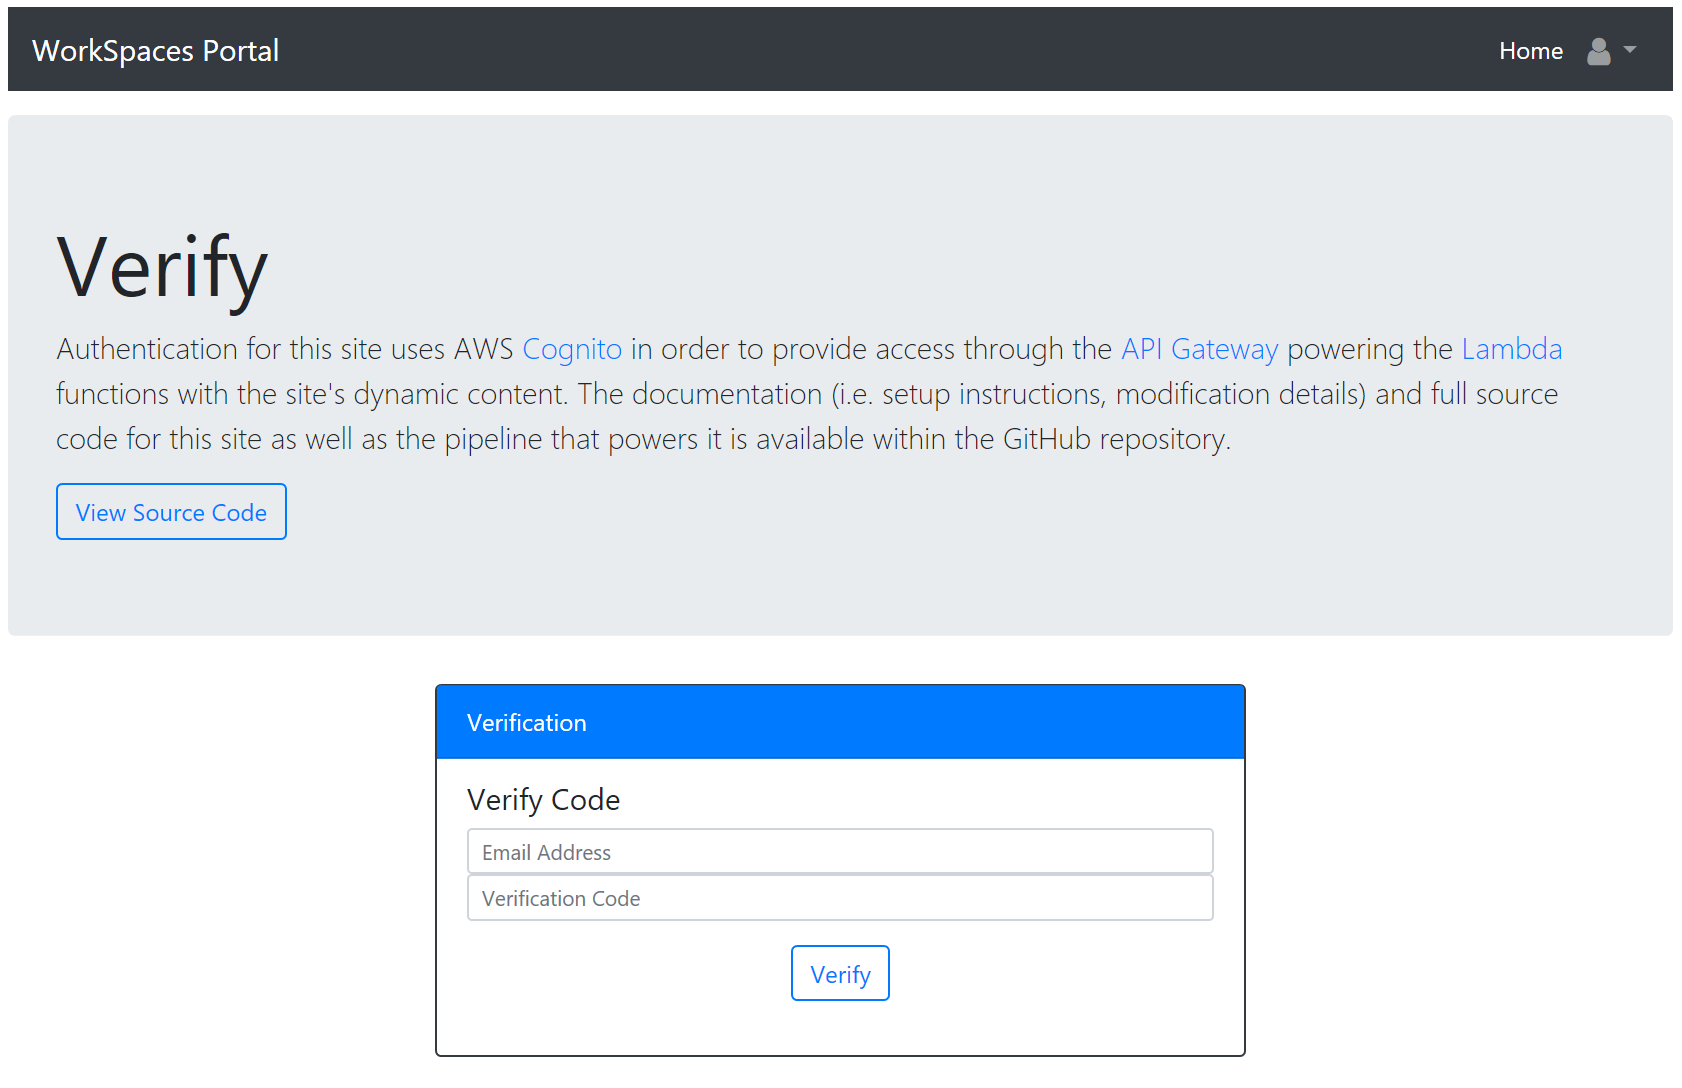 WorkSpaces Portal
Home
Verify
Authentication for this site uses AWS Cognito in order to provide access through the API Gateway powering the Lambda
functions with the site's dynamic content. The documentation (i.e. setup instructions, modification details) and full source
code for this site as well as the pipeline that powers it is available within the GitHub repository.
View Source Code
Verification
Verify Code
Email Address
Verification Code
Verify